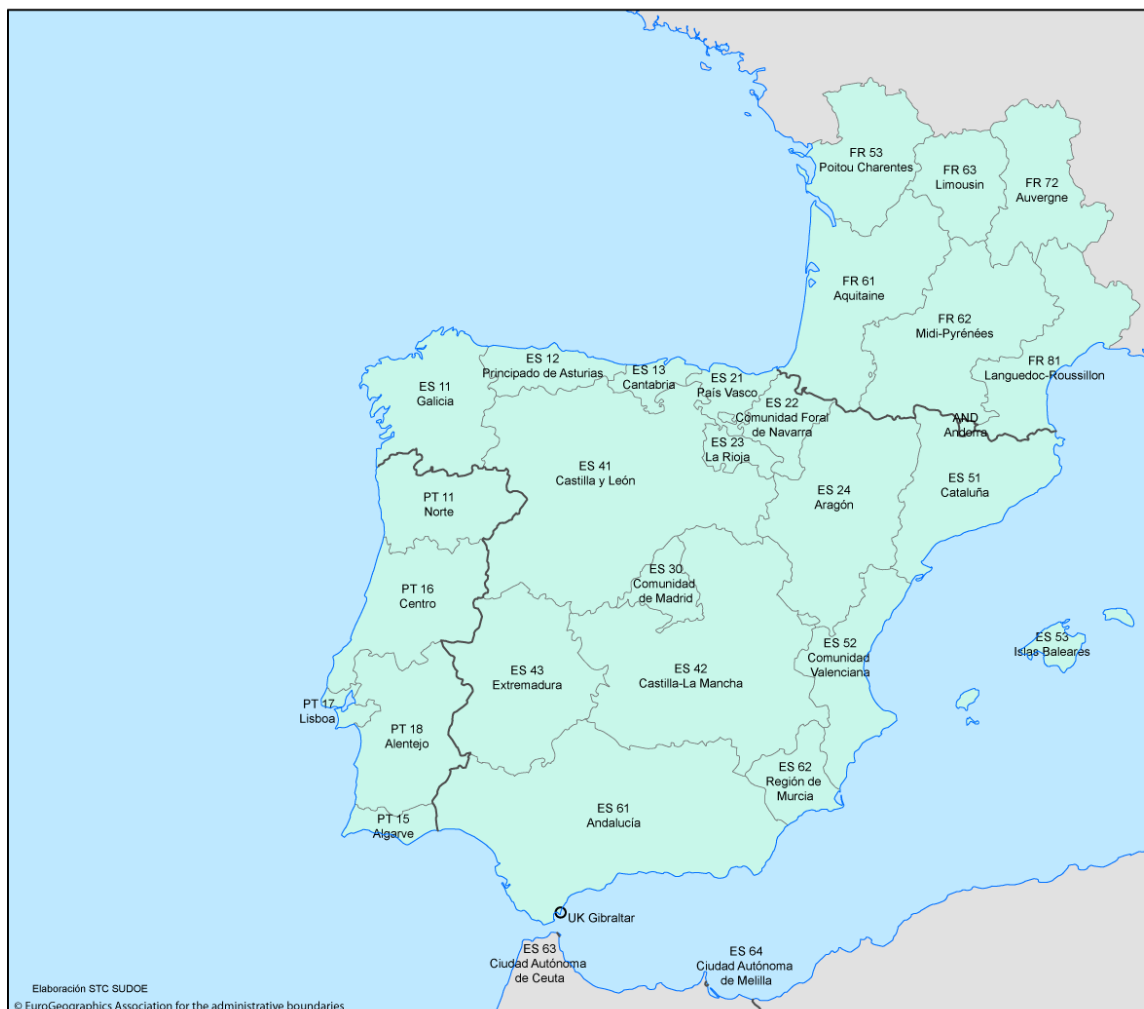 FR 53
Poitou Charentes
FR 63
Limousin
FR 72
Auvergne
FR 61
Aquitaine
FR 62
Midi-Pyrénées
FR 81
Languedoc-Roussillon
ES 11
Galicia
ES 12
Principado de Asturias
ES 13
Cantabria
ES 21
País Vasco
ES 22
Comunidad Foral
de Navarra
ES 23
La Rioja
AND
Andorra
ES 41
Castilla y León
ES 24
Aragón
ES 51
Cataluña
PT 11
Norte
PT 16
Centro
ES 30
Comunidad
de Madrid
ES 43
Extremadura
ES 42
Castilla-La Mancha
ES 52
Comunidad
Valenciana
ES 53
Islas Baleares
PT 17
Lisboa
PT 18
Alentejo
ES 62
Región de
Murcia
ES 61
Andalucía
PT 15
Algarve
UK Gibraltar
ES 63
Ciudad Autónoma
de Ceuta
ES 64
Ciudad Autónoma
de Melilla
Elaboración STC SUDOE
© EuroGeographics Association for the administrative boundaries